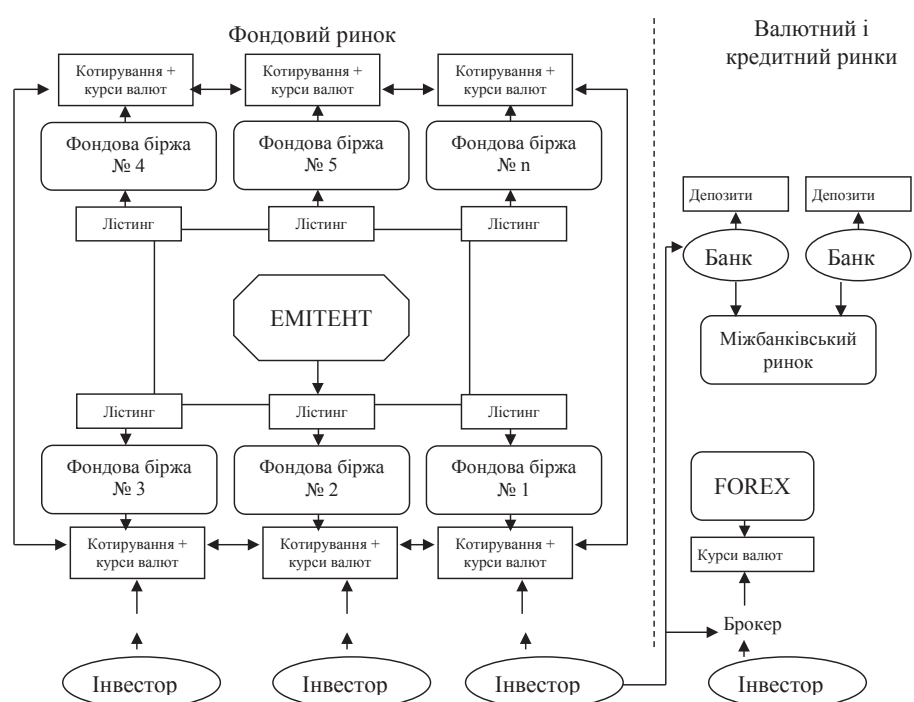 Фондовий ринок
Валютний і
кредитний ринки
Котирування +
курси валют
Котирування +
курси валют
Котирування +
курси валют
Фондова біржа
№ 4
Фондова біржа
№ 5
Фондова біржа
№ n
Лістинг
Лістинг
Лістинг
Депозити
Депозити
Банк
Банк
Міжбанківський
ринок
ЕМІТЕНТ
Лістинг
Лістинг
Лістинг
Фондова біржа
№ 3
Фондова біржа
№ 2
Фондова біржа
№ 1
Котирування +
курси валют
Котирування +
курси валют
Котирування +
курси валют
FOREX
Курси валют
Брокер
Інвестор
Інвестор
Інвестор
Інвестор